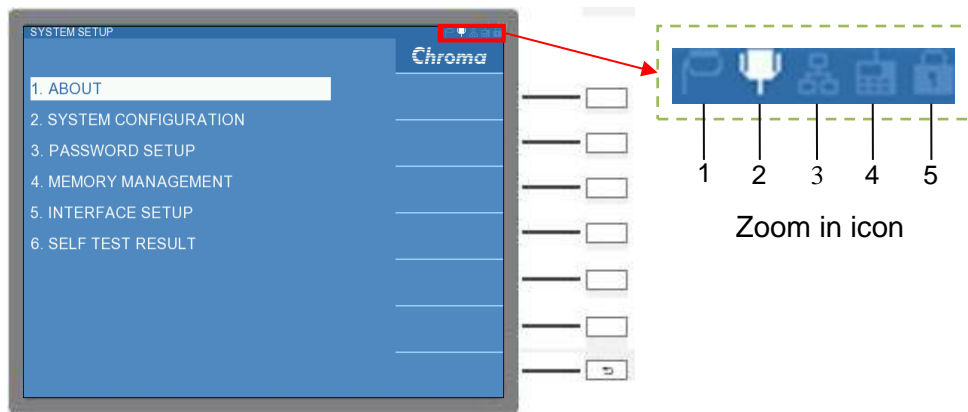 SYSTEM SETUP
Chroma
1. ABOUT
2. SYSTEM CONFIGURATION
3. PASSWORD SETUP
4. MEMORY MANAGEMENT
5. INTERFACE SETUP
6. SELF TEST RESULT
1 2 3 4 5
Zoom in icon